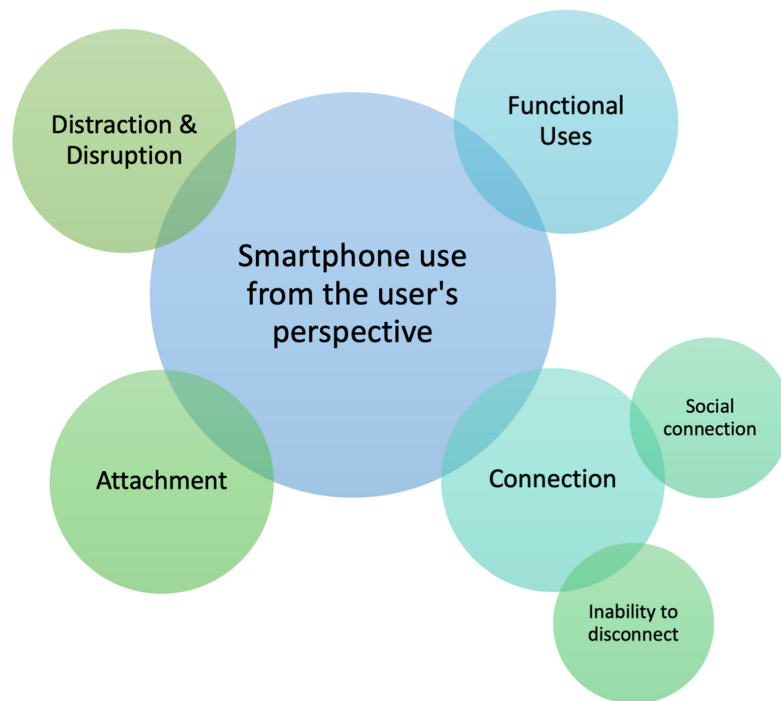 Distraction &
Disruption
Functional
Uses
Smartphone use
from the user's
perspective
Social
connection
Attachment
Connection
Inability to
disconnect